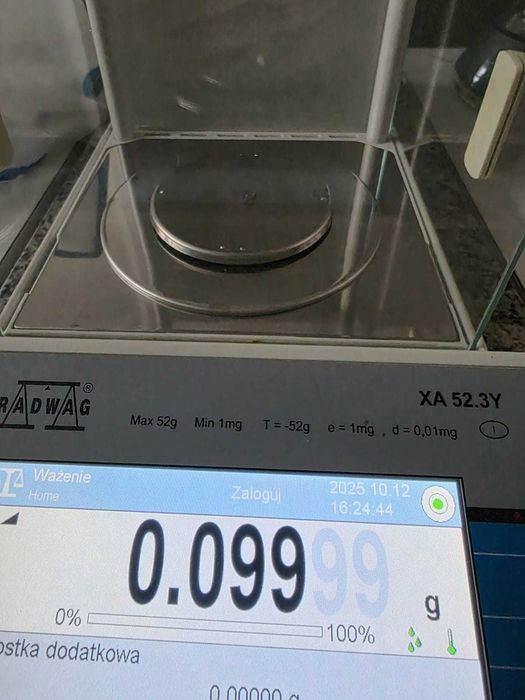 RADWAG®
XA 52.3Y
Max 52g Min 1mg T = -52g e = 1mg , d = 0,01mg
I
Ważenie
Home
Zaloguj
2025.10.12
16:24:44
0.09999 g
0% 100%
ostka dodatkowa
0.00000 g